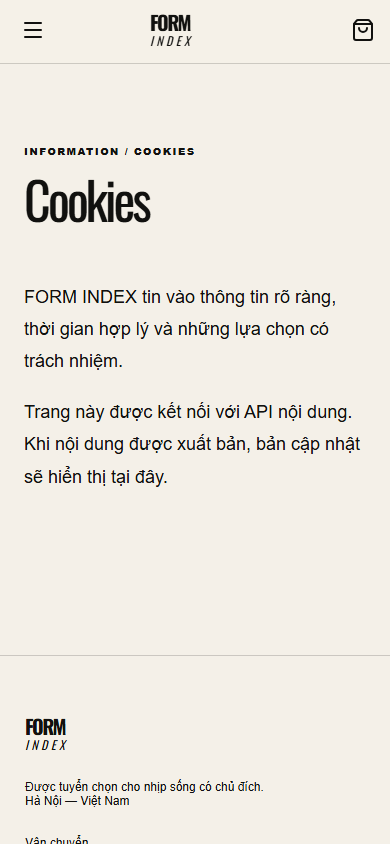 FORM
INDEX
INFORMATION / COOKIES
Cookies
FORM INDEX tin vào thông tin rõ ràng,
thời gian hợp lý và những lựa chọn có
trách nhiệm.
Trang này được kết nối với API nội dung.
Khi nội dung được xuất bản, bản cập nhật
sẽ hiển thị tại đây.
FORM
INDEX
Được tuyển chọn cho nhịp sống có chủ đích.
Hà Nội — Việt Nam
Vận chuyển